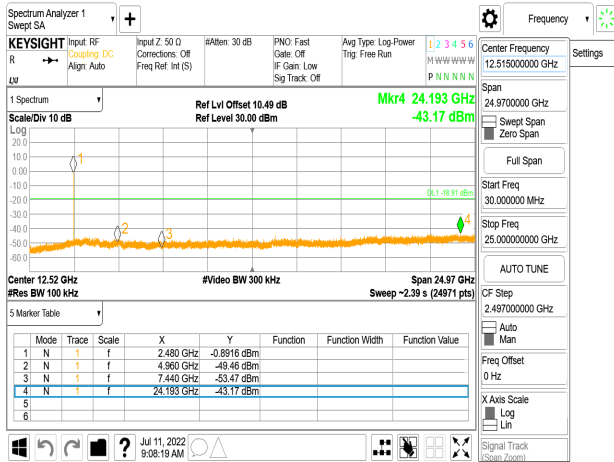 Spectrum Analyzer 1
Swept SA
Frequency
KEYSIGHT Input: RF Input Z: 50 Ω #Atten: 30 dB PNO: Fast Avg Type: Log-Power 1 2 3 4 5 6
R Coupling: DC Corrections: Off Gate: Off Trig: Free Run M W W W W W
Align: Auto Freq Ref: Int (S) IF Gain: Low
Sig Track: Off P N N N N N
LXI
1 Spectrum
Ref Lvl Offset 10.49 dB Mkr4 24.193 GHz
Scale/Div 10 dB Ref Level 30.00 dBm -43.17 dBm
Log
20.0
10.0
1
0.00
-10.0
DL1 -18.91 dBm
-20.0
-30.0
2 3 4
-40.0
-50.0
-60.0
Center 12.52 GHz #Video BW 300 kHz Span 24.97 GHz
#Res BW 100 kHz Sweep ~2.39 s (24971 pts)
5 Marker Table
Mode Trace Scale X Y Function Function Width Function Value
1 N 1 f 2.480 GHz -0.8916 dBm
2 N 1 f 4.960 GHz -49.46 dBm
3 N 1 f 7.440 GHz -53.47 dBm
4 N 1 f 24.193 GHz -43.17 dBm
5
6
?
Jul 11, 2022
9:08:19 AM
Center Frequency
12.515000000 GHz
Settings
Span
24.9700000 GHz
Swept Span
Zero Span
Full Span
Start Freq
30.000000 MHz
Stop Freq
25.000000000 GHz
AUTO TUNE
CF Step
2.497000000 GHz
Auto
Man
Freq Offset
0 Hz
X Axis Scale
Log
Lin
Signal Track
(Span Zoom)